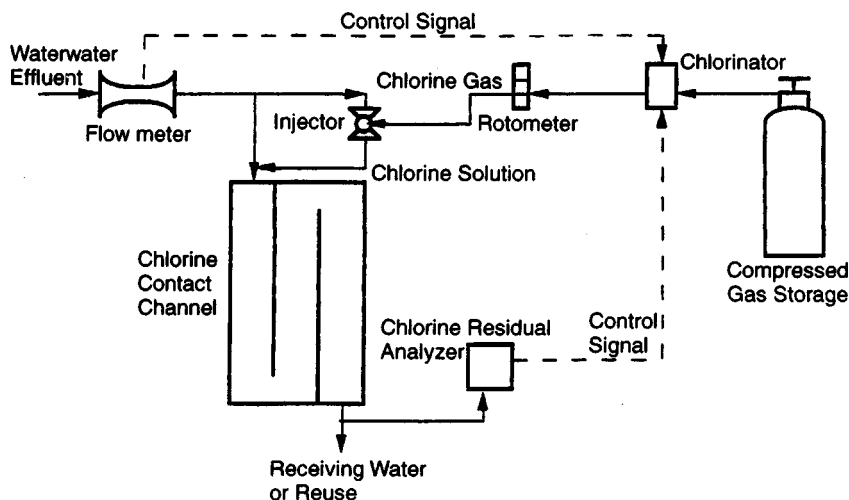 Control Signal
Waterwater
Effluent
Flow meter
Chlorine Gas
Chlorinator
Injector
Rotometer
Chlorine Solution
Chlorine
Contact
Channel
Compressed
Gas Storage
Chlorine Residual
Analyzer
Control
Signal
Receiving Water
or Reuse